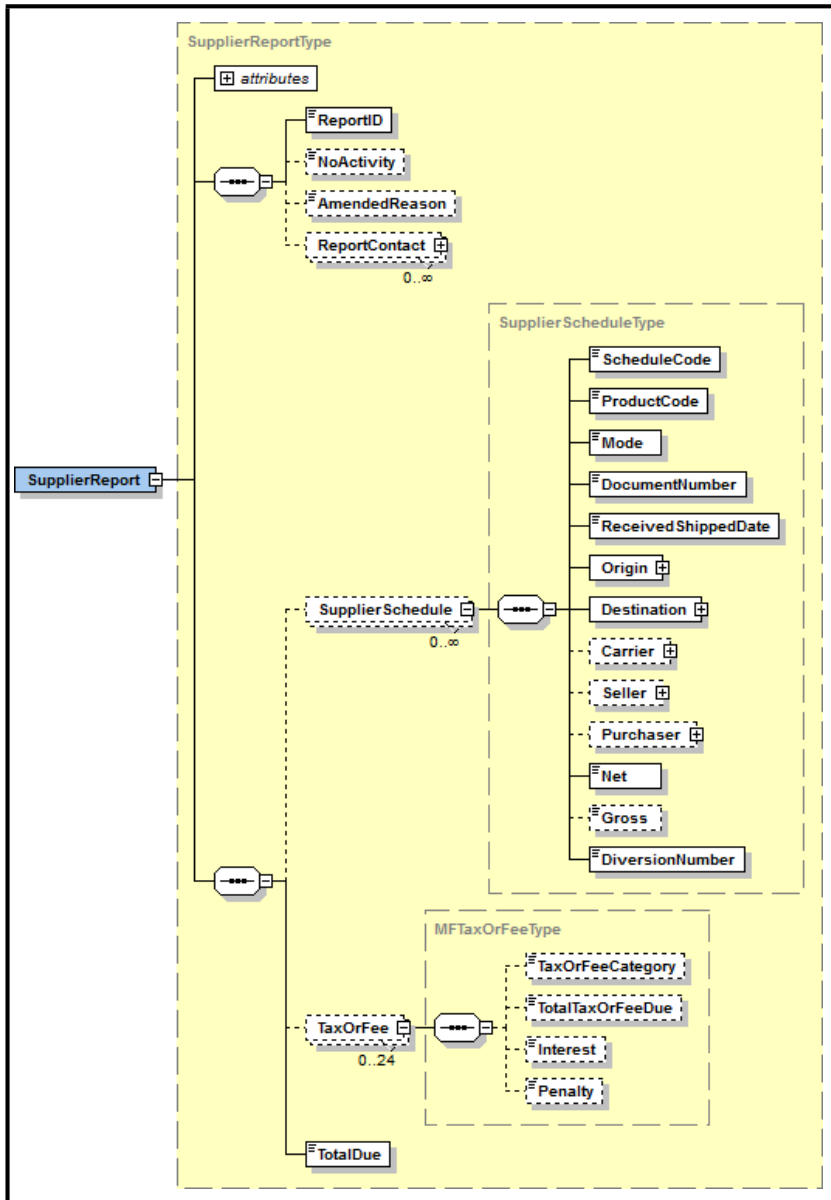 SupplierReportType
attributes
ReportID
NoActivity
AmendedReason
ReportContact
0..∞
SupplierScheduleType
ScheduleCode
ProductCode
Mode
DocumentNumber
ReceivedShippedDate
Origin
SupplierReport
SupplierSchedule
0..∞
Destination
Carrier
Seller
Purchaser
Net
Gross
DiversionNumber
MFTaxOrFeeType
TaxOrFeeCategory
TotalTaxOrFeeDue
TaxOrFee
0..24
Interest
Penalty
TotalDue